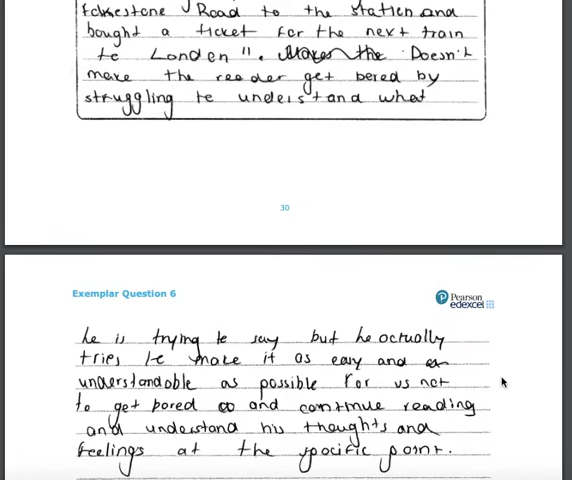 folkestone Road to the station and
bought a ticket for the next train
to London". Doesn't
make the reader get bored by
struggling to understand what
30
Exemplar Question 6
Pearson
edexcel
he is trying to say but he actually
tries to make it as easy and
understandable as possible for us not
to get bored and continue reading
and understand his thoughts and
feelings at the spocific point.